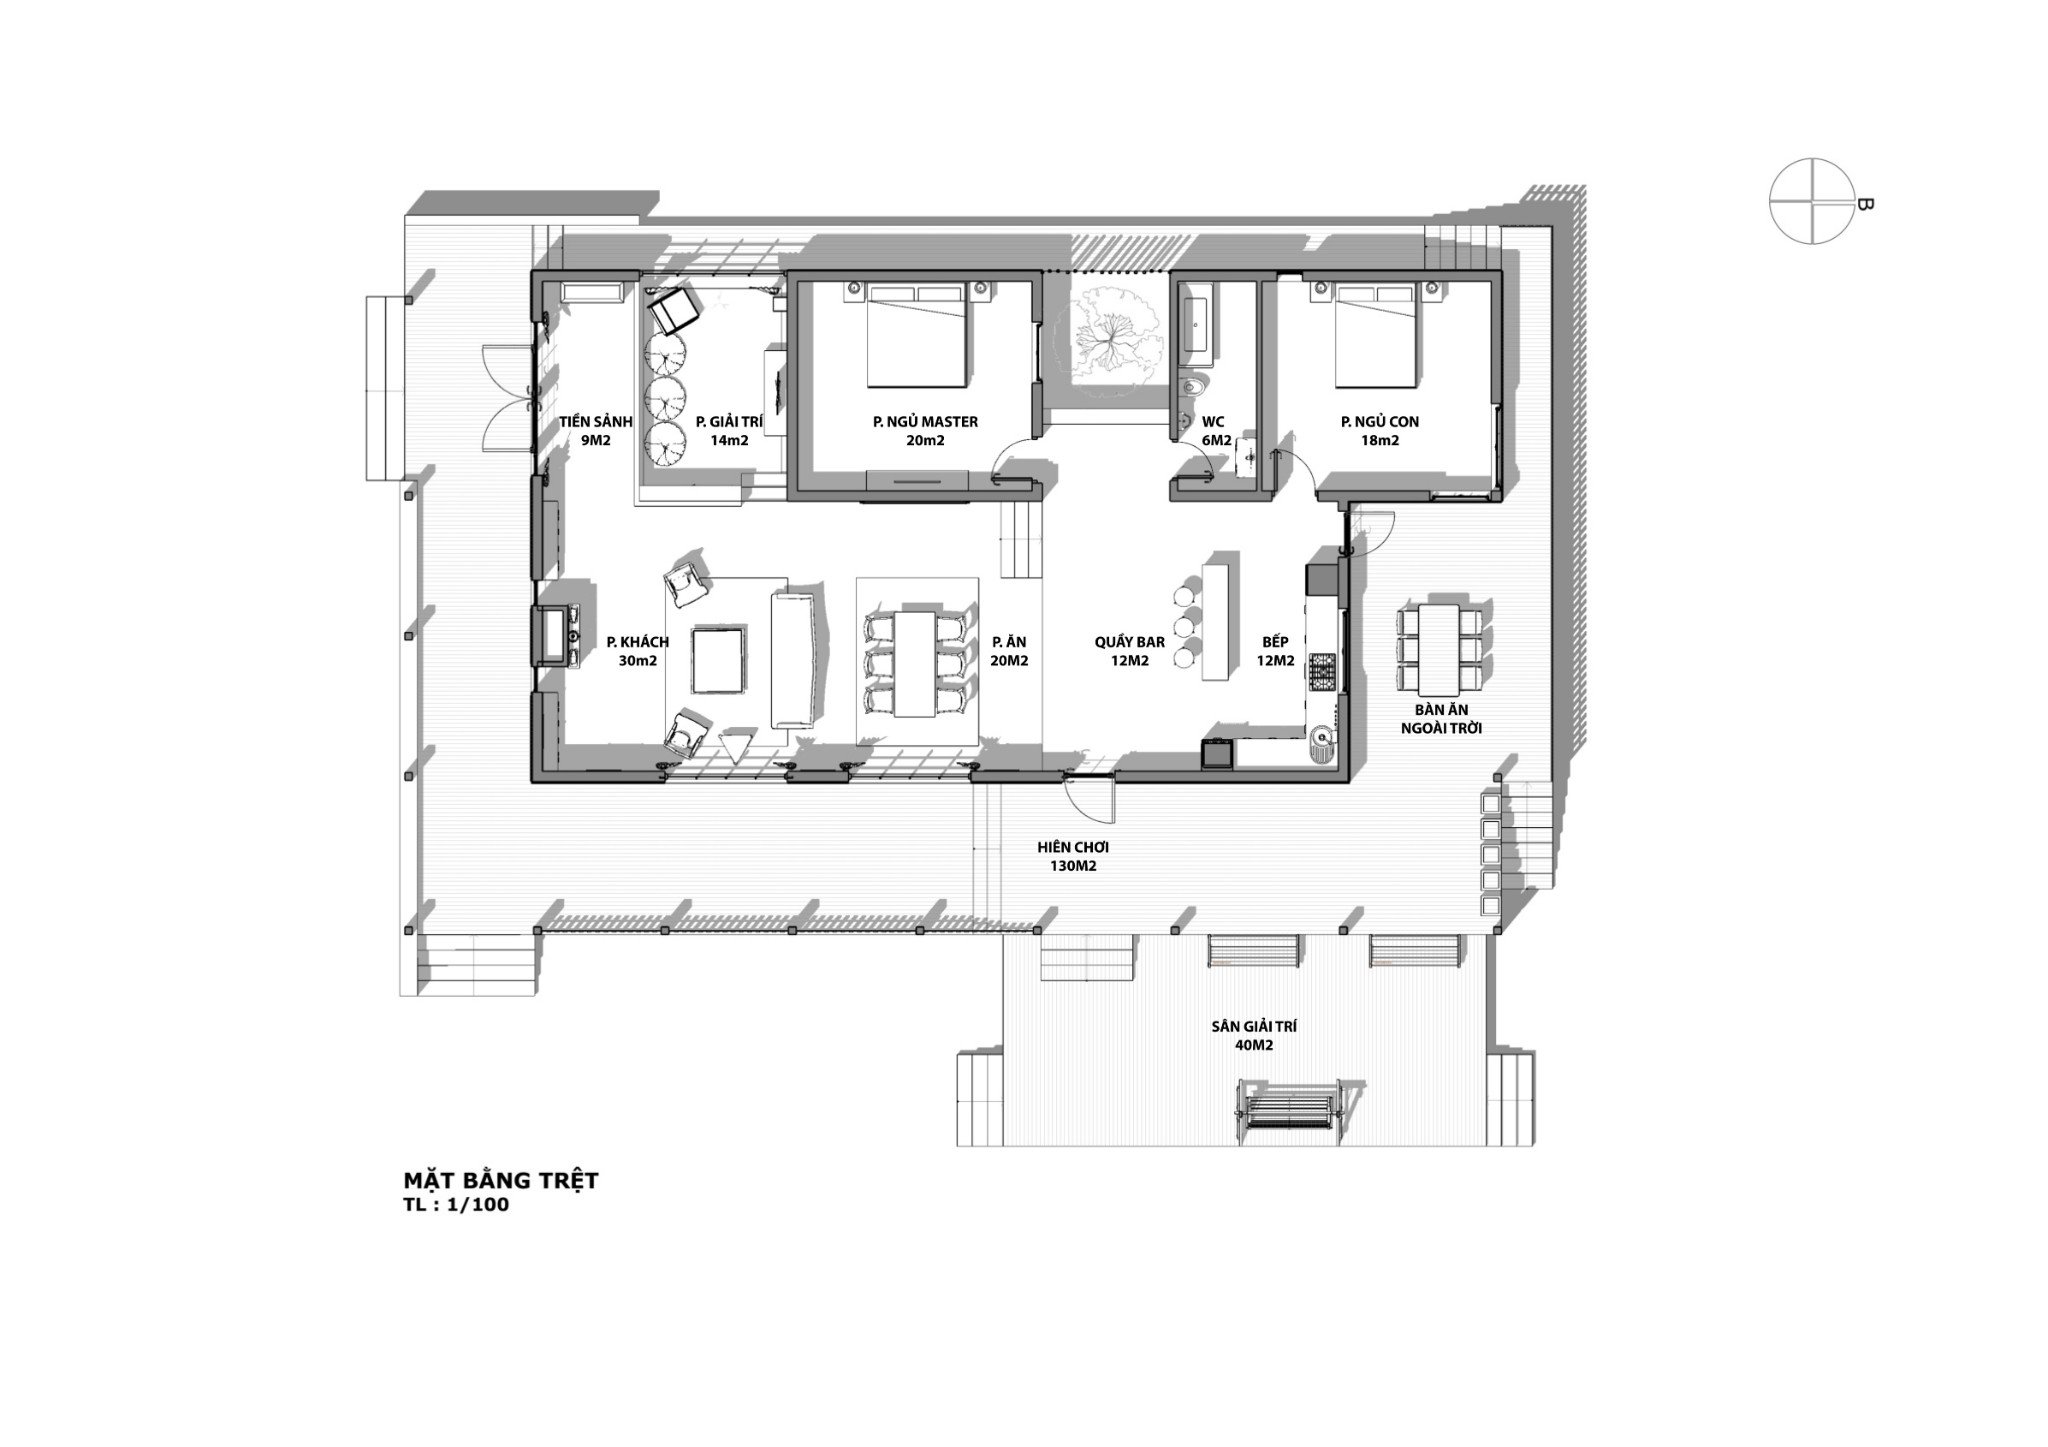 B
TIỀN SẢNH
9M2
P. GIẢI TRÍ
14m2
P. NGỦ MASTER
20m2
WC
6M2
P. NGỦ CON
18m2
P. KHÁCH
30m2
P. ĂN
20M2
QUẦY BAR
12M2
BẾP
12M2
BÀN ĂN
NGOÀI TRỜI
HIÊN CHƠI
130M2
SÂN GIẢI TRÍ
40M2
MẶT BẰNG TRỆT
TL : 1/100